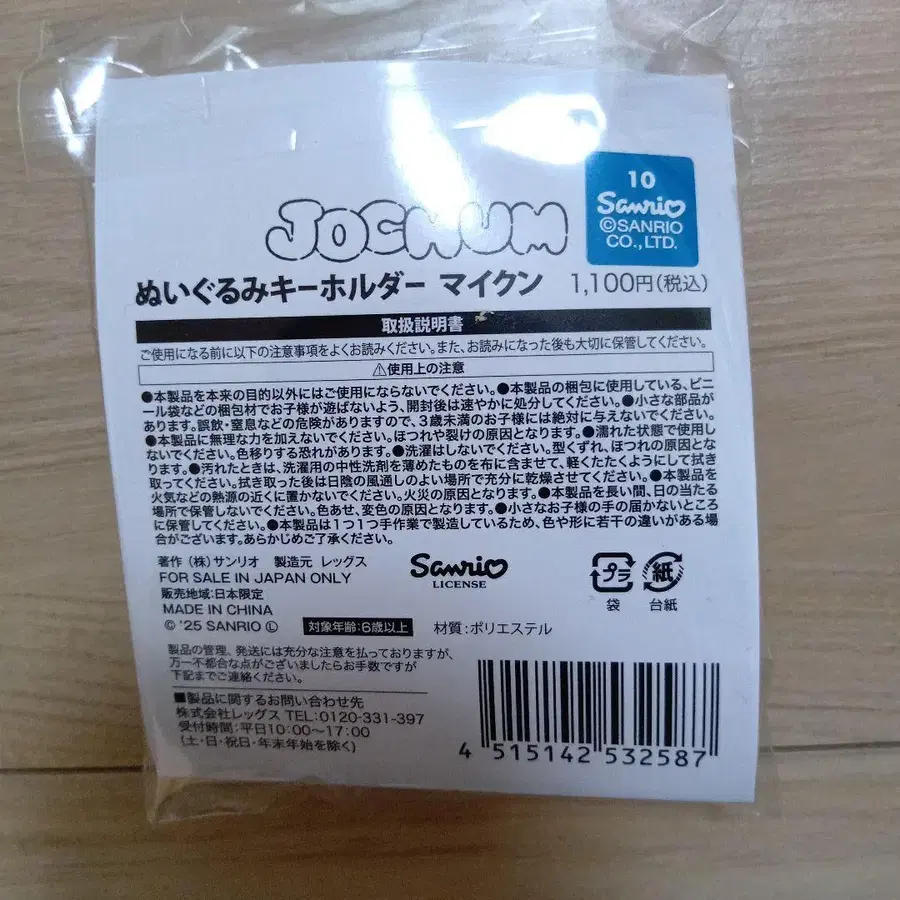 10
Sanrio
©SANRIO
CO.,LTD.
JOCHUM
ぬいぐるみキーホルダー マイクン 1,100円(税込)
取扱説明書
ご使用になる前に以下の注意事項をよくお読みください。また、お読みになった後も大切に保管してください。
⚠使用上の注意
●本製品を本来の目的以外にはご使用にならないでください。●本製品の梱包に使用している、ビニ
ール袋などの梱包材でお子様が遊ばないよう、開封後は速やかに処分してください。●小さな部品が
あります。誤飲・窒息などの危険がありますので、3歳未満のお子様には絶対に与えないでください。
●本製品に無理な力を加えないでください。ほつれや裂けの原因となります。●濡れた状態で使用し
ないでください。色移りする恐れがあります。●洗濯はしないでください。型くずれ、ほつれの原因とな
ります。●汚れたときは、洗濯用の中性洗剤を薄めたものを布に含ませて、軽くたたくようにして拭き
取ってください。拭き取った後は日陰の風通しのよい場所で充分に乾燥させてください。●本製品を
火気などの熱源の近くに置かないでください。火災の原因となります。●本製品を長い間、日の当たる
場所で保管しないでください。色あせ、変色の原因となります。●小さなお子様の手の届かないところ
に保管してください。●本製品は1つ1つ手作業で製造しているため、色や形に若干の違いがある場
合がございます。あらかじめご了承ください。
著作 (株)サンリオ 製造元 レッグス
FOR SALE IN JAPAN ONLY
販売地域:日本限定
MADE IN CHINA
© '25 SANRIO Ⓛ
対象年齢:6歳以上
材質:ポリエステル
Sanrio
LICENSE
プラ
袋
紙
台紙
製品の管理、発送には充分な注意を払っておりますが、
万一不都合な点がございましたらお手数ですが
下記までご連絡ください。
■製品に関するお問い合わせ先
株式会社レッグス TEL:0120-331-397
受付時間:平日10:00〜17:00
(土・日・祝日・年末年始を除く)
4 515142 532587